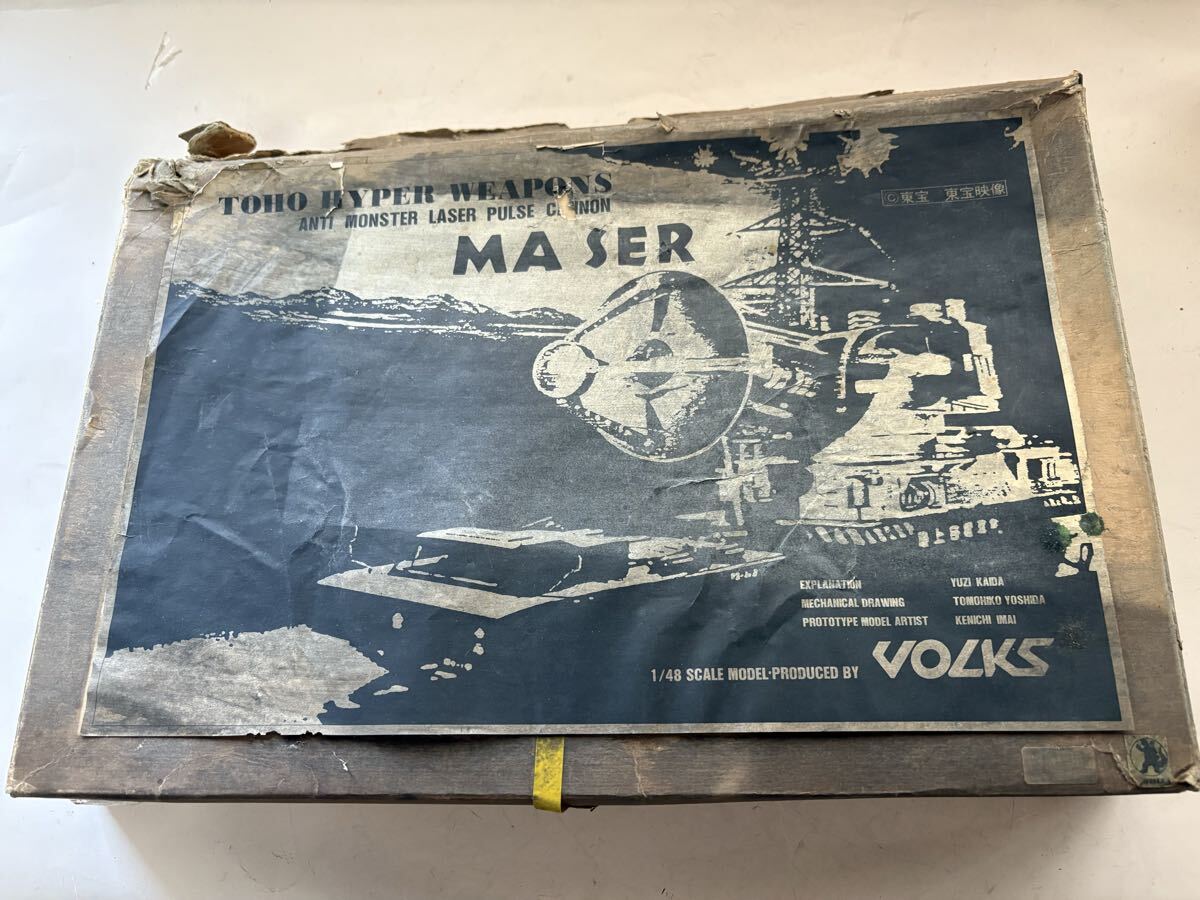 TOHO HYPER WEAPONS
ANTI MONSTER LASER PULSE CANNON
MASER
©東宝 東宝映像
EXPLANATION YUZI KAIDA
MECHANICAL DRAWING TOMOHIKO YOSHIDA
PROTOTYPE MODEL ARTIST KENICHI IMAI
1/48 SCALE MODEL·PRODUCED BY VOLKS